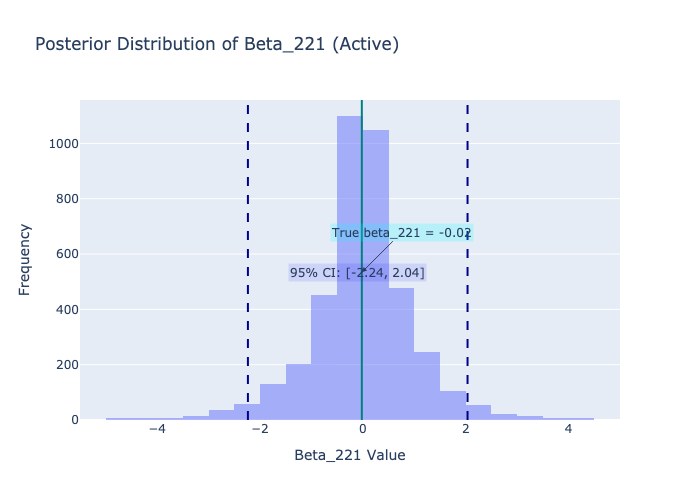 Posterior Distribution of Beta_221 (Active)
1000
800
600
400
200
0
Frequency
True beta_221 = -0.02
95% CI: [-2.24, 2.04]
−4
−2
0
2
4
Beta_221 Value